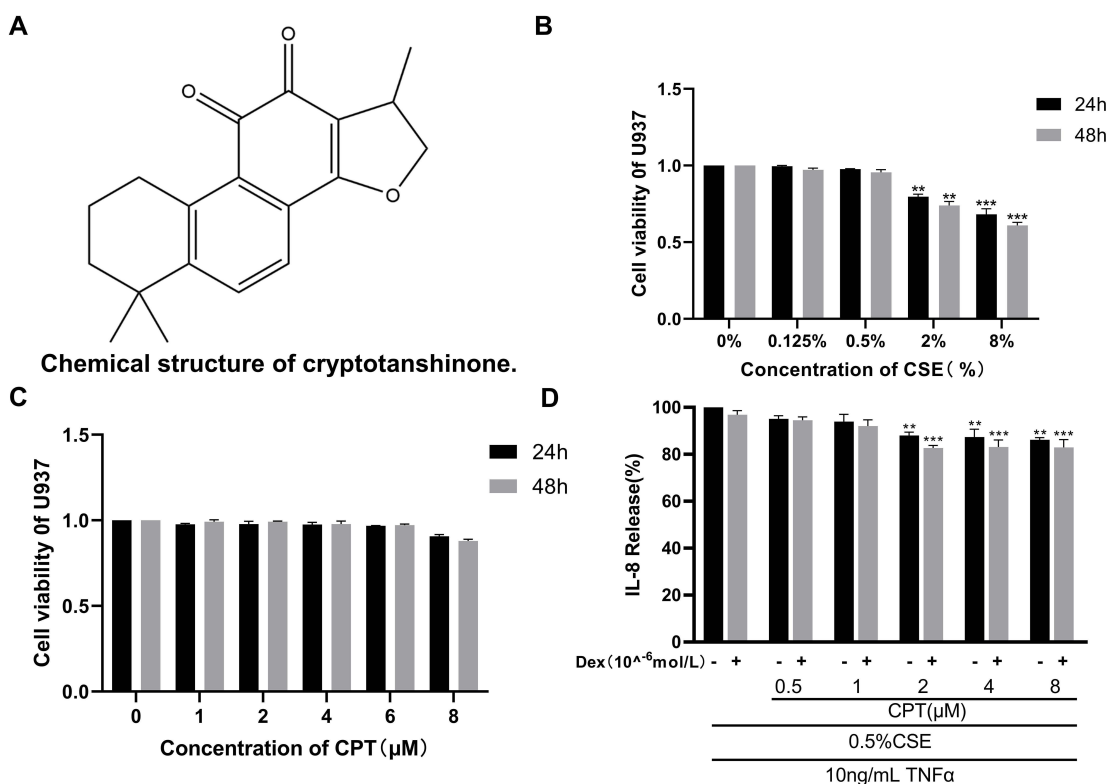 A
O
O
O
Chemical structure of cryptotanshinone.
B
1.5
1.0
0.5
0.0
Cell viability 0f U937
24h
48h
** ** *** ***
0% 0.125% 0.5% 2% 8%
Concentration of CSE( %)
C
1.5
1.0
0.5
0.0
Cell viability 0f U937
24h
48h
0 1 2 4 6 8
Concentration of CPT(μM)
D
100
80
60
40
20
0
IL-8 Release(%)
** *** ** *** ** ***
Dex(10^-6mol/L) - + - + - + - + - + - +
0.5 1 2 4 8
CPT(μM)
0.5%CSE
10ng/mL TNFα